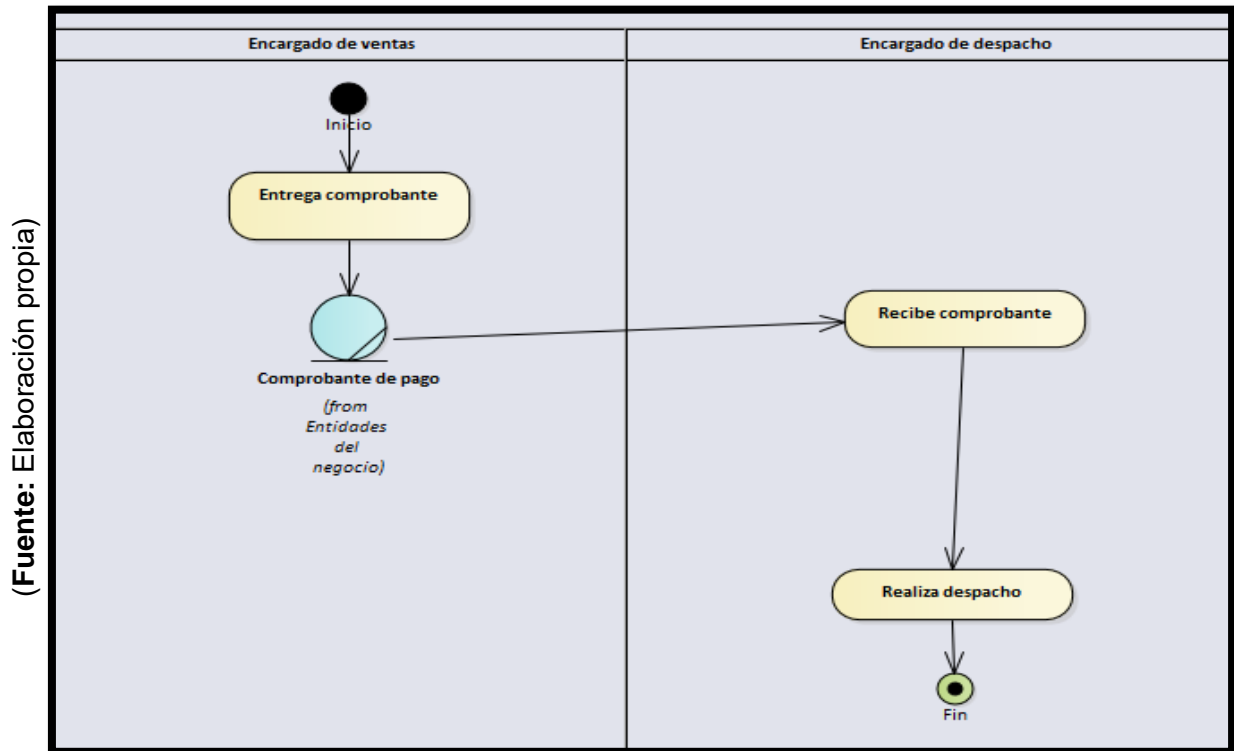 Encargado de ventas
Encargado de despacho
Inicio
Entrega comprobante
Comprobante de pago
(from
Entidades
del
negocio)
Recibe comprobante
Realiza despacho
Fin
(Fuente: Elaboración propia)